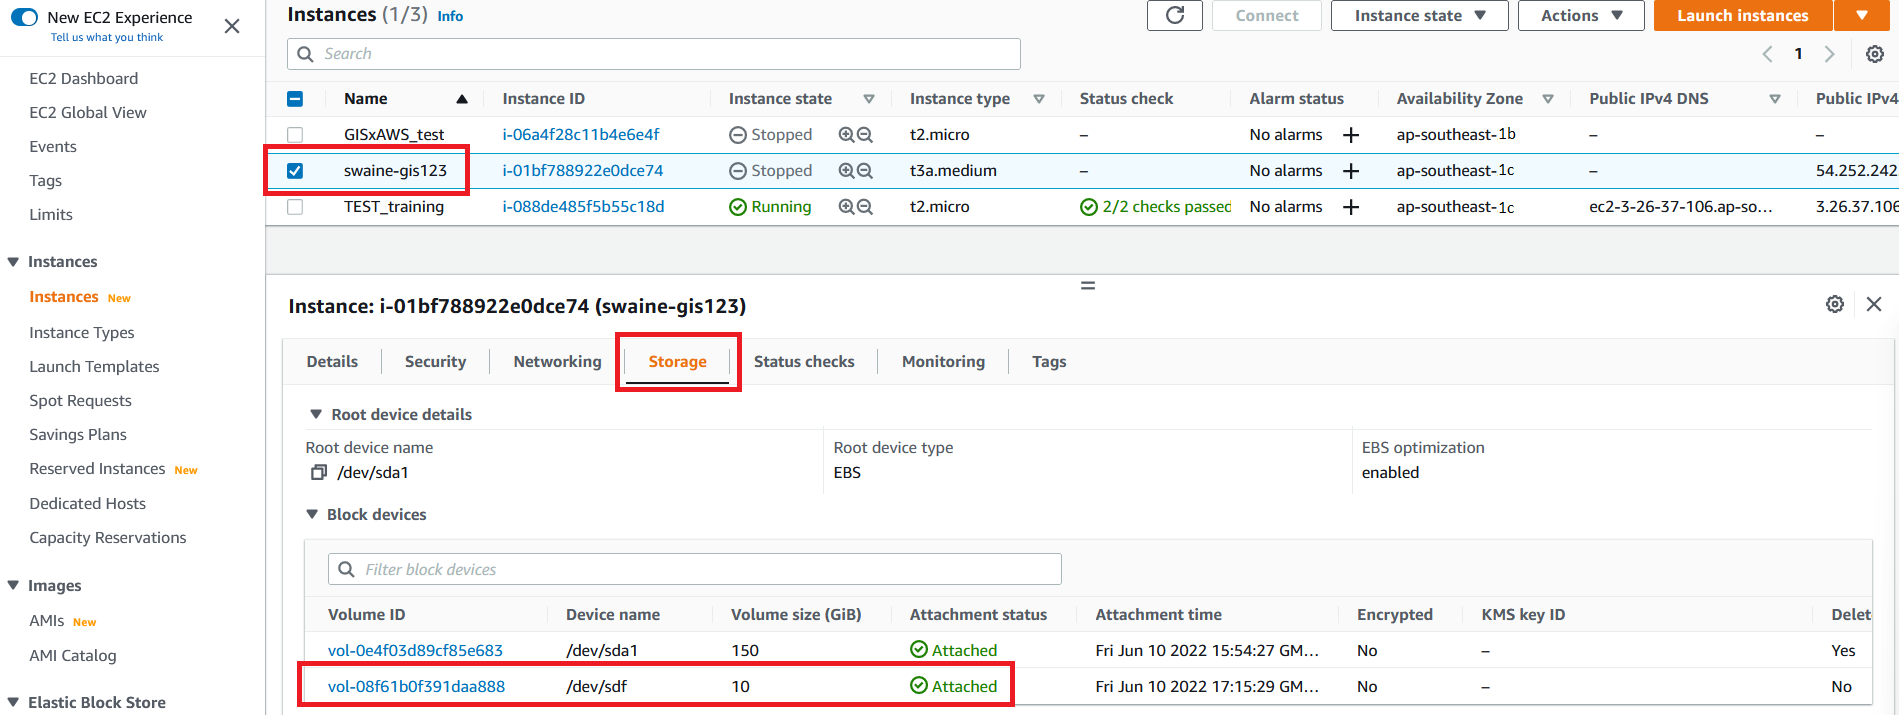 New EC2 Experience
Tell us what you think
EC2 Dashboard
EC2 Global View
Events
Tags
Limits
Instances
Instances New
Instance Types
Launch Templates
Spot Requests
Savings Plans
Reserved Instances New
Dedicated Hosts
Capacity Reservations
Images
AMIs New
AMI Catalog
Elastic Block Store
Instances (1/3) Info
Connect
Instance state
Actions
Launch instances
Search
1
Name Instance ID Instance state Instance type Status check Alarm status Availability Zone Public IPv4 DNS Public IPv4
GISxAWS_test i-06a4f28c11b4e6e4f Stopped t2.micro – No alarms + ap-southeast-1b – –
swaine-gis123 i-01bf788922e0dce74 Stopped t3a.medium – No alarms + ap-southeast-1c – 54.252.242
TEST_training i-088de485f5b55c18d Running t2.micro 2/2 checks passed No alarms + ap-southeast-1c ec2-3-26-37-106.ap-so... 3.26.37.106
Instance: i-01bf788922e0dce74 (swaine-gis123)
Details Security Networking Storage Status checks Monitoring Tags
Root device details
Root device name Root device type EBS optimization
/dev/sda1 EBS enabled
Block devices
Filter block devices
Volume ID Device name Volume size (GiB) Attachment status Attachment time Encrypted KMS key ID Delet
vol-0e4f03d89cf85e683 /dev/sda1 150 Attached Fri Jun 10 2022 15:54:27 GM... No – Yes
vol-08f61b0f391daa888 /dev/sdf 10 Attached Fri Jun 10 2022 17:15:29 GM... No – No